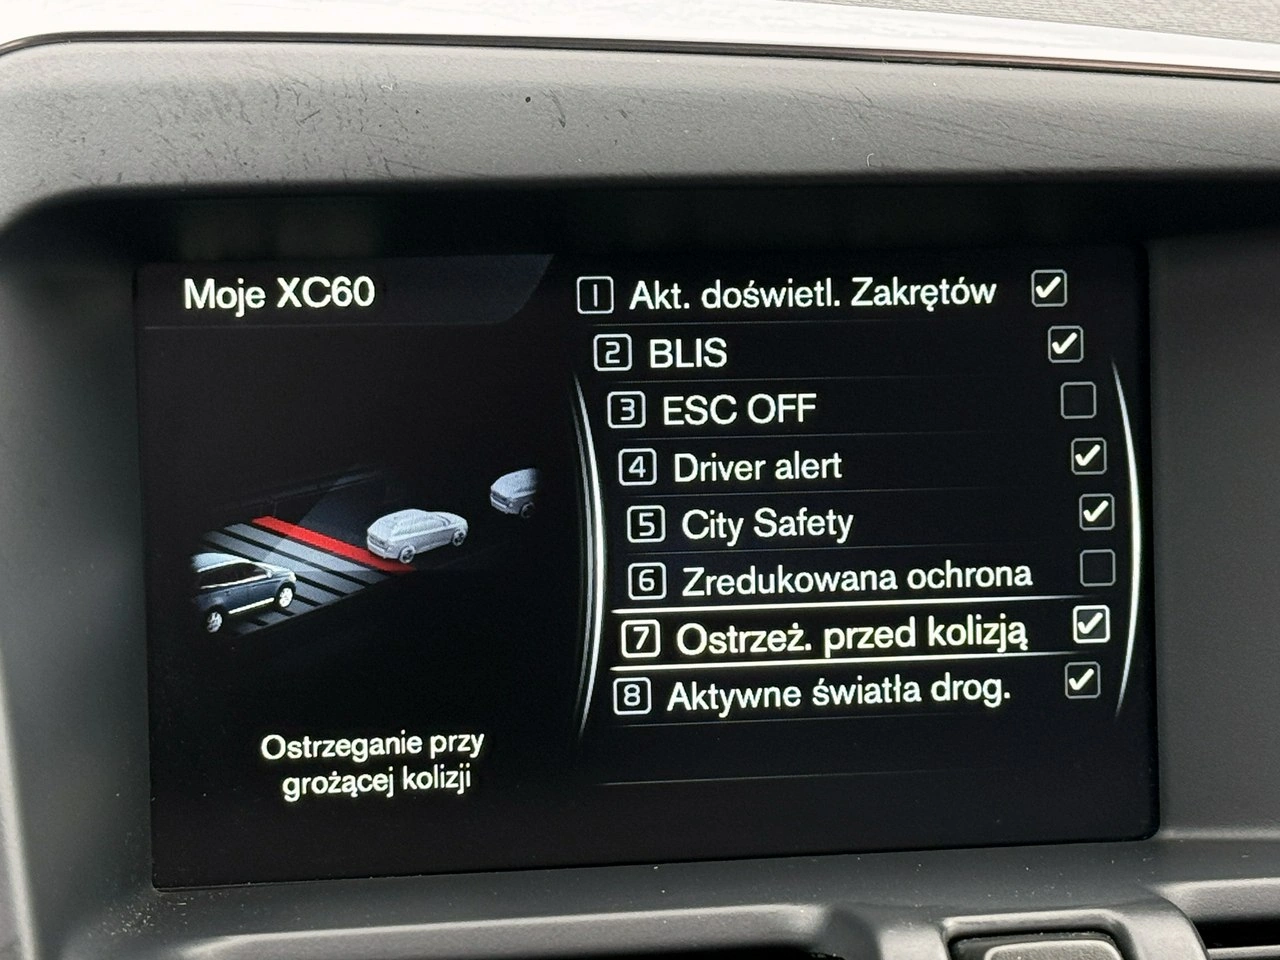 Moje XC60
1 Akt. doświetl. Zakrętów
2 BLIS
3 ESC OFF
4 Driver alert
5 City Safety
6 Zredukowana ochrona
7 Ostrzeż. przed kolizją
8 Aktywne światła drog.
Ostrzeganie przy
grożącej kolizji